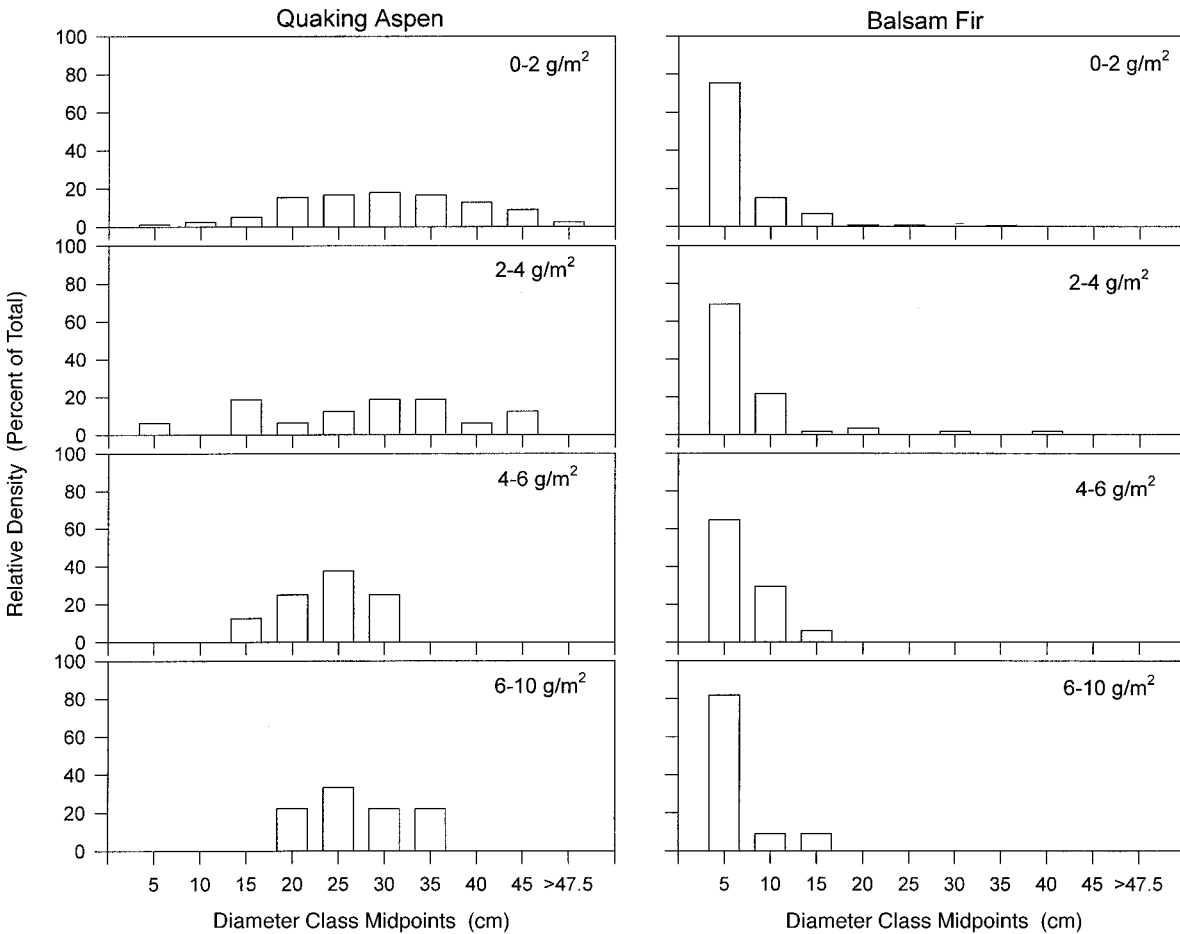 Quaking Aspen
Balsam Fir
Relative Density (Percent of Total)
100
80
60
40
20
0
0-2 g/m²
0-2 g/m²
100
80
60
40
20
0
2-4 g/m²
2-4 g/m²
100
80
60
40
20
0
4-6 g/m²
4-6 g/m²
100
80
60
40
20
0
6-10 g/m²
6-10 g/m²
5 10 15 20 25 30 35 40 45 >47.5
5 10 15 20 25 30 35 40 45 >47.5
Diameter Class Midpoints (cm)
Diameter Class Midpoints (cm)